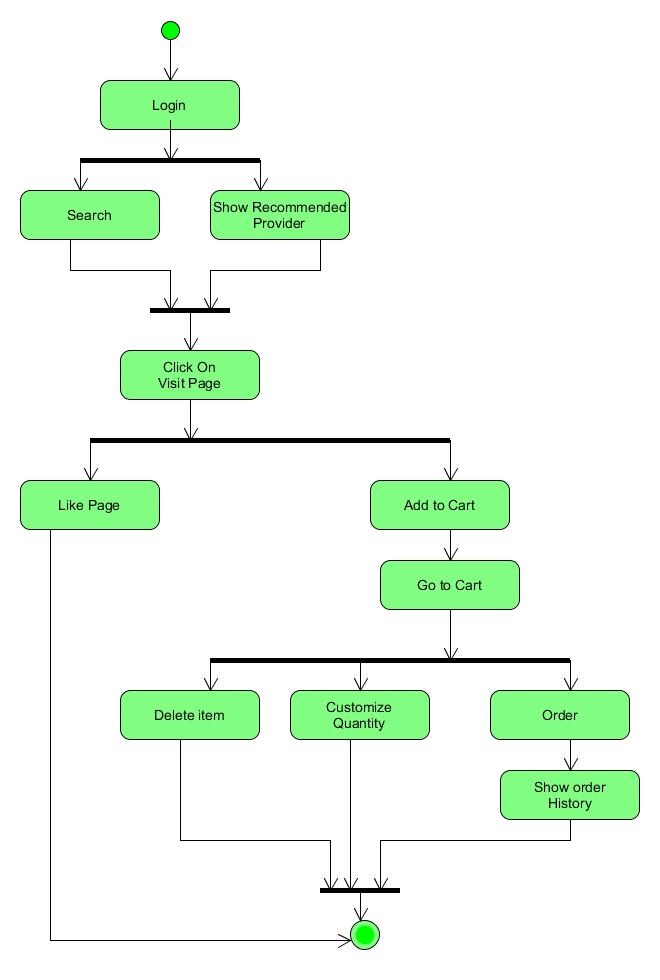 Login
Search
Show Recommended
Provider
Click On
Visit Page
Like Page
Add to Cart
Go to Cart
Delete item
Customize
Quantity
Order
Show order
History